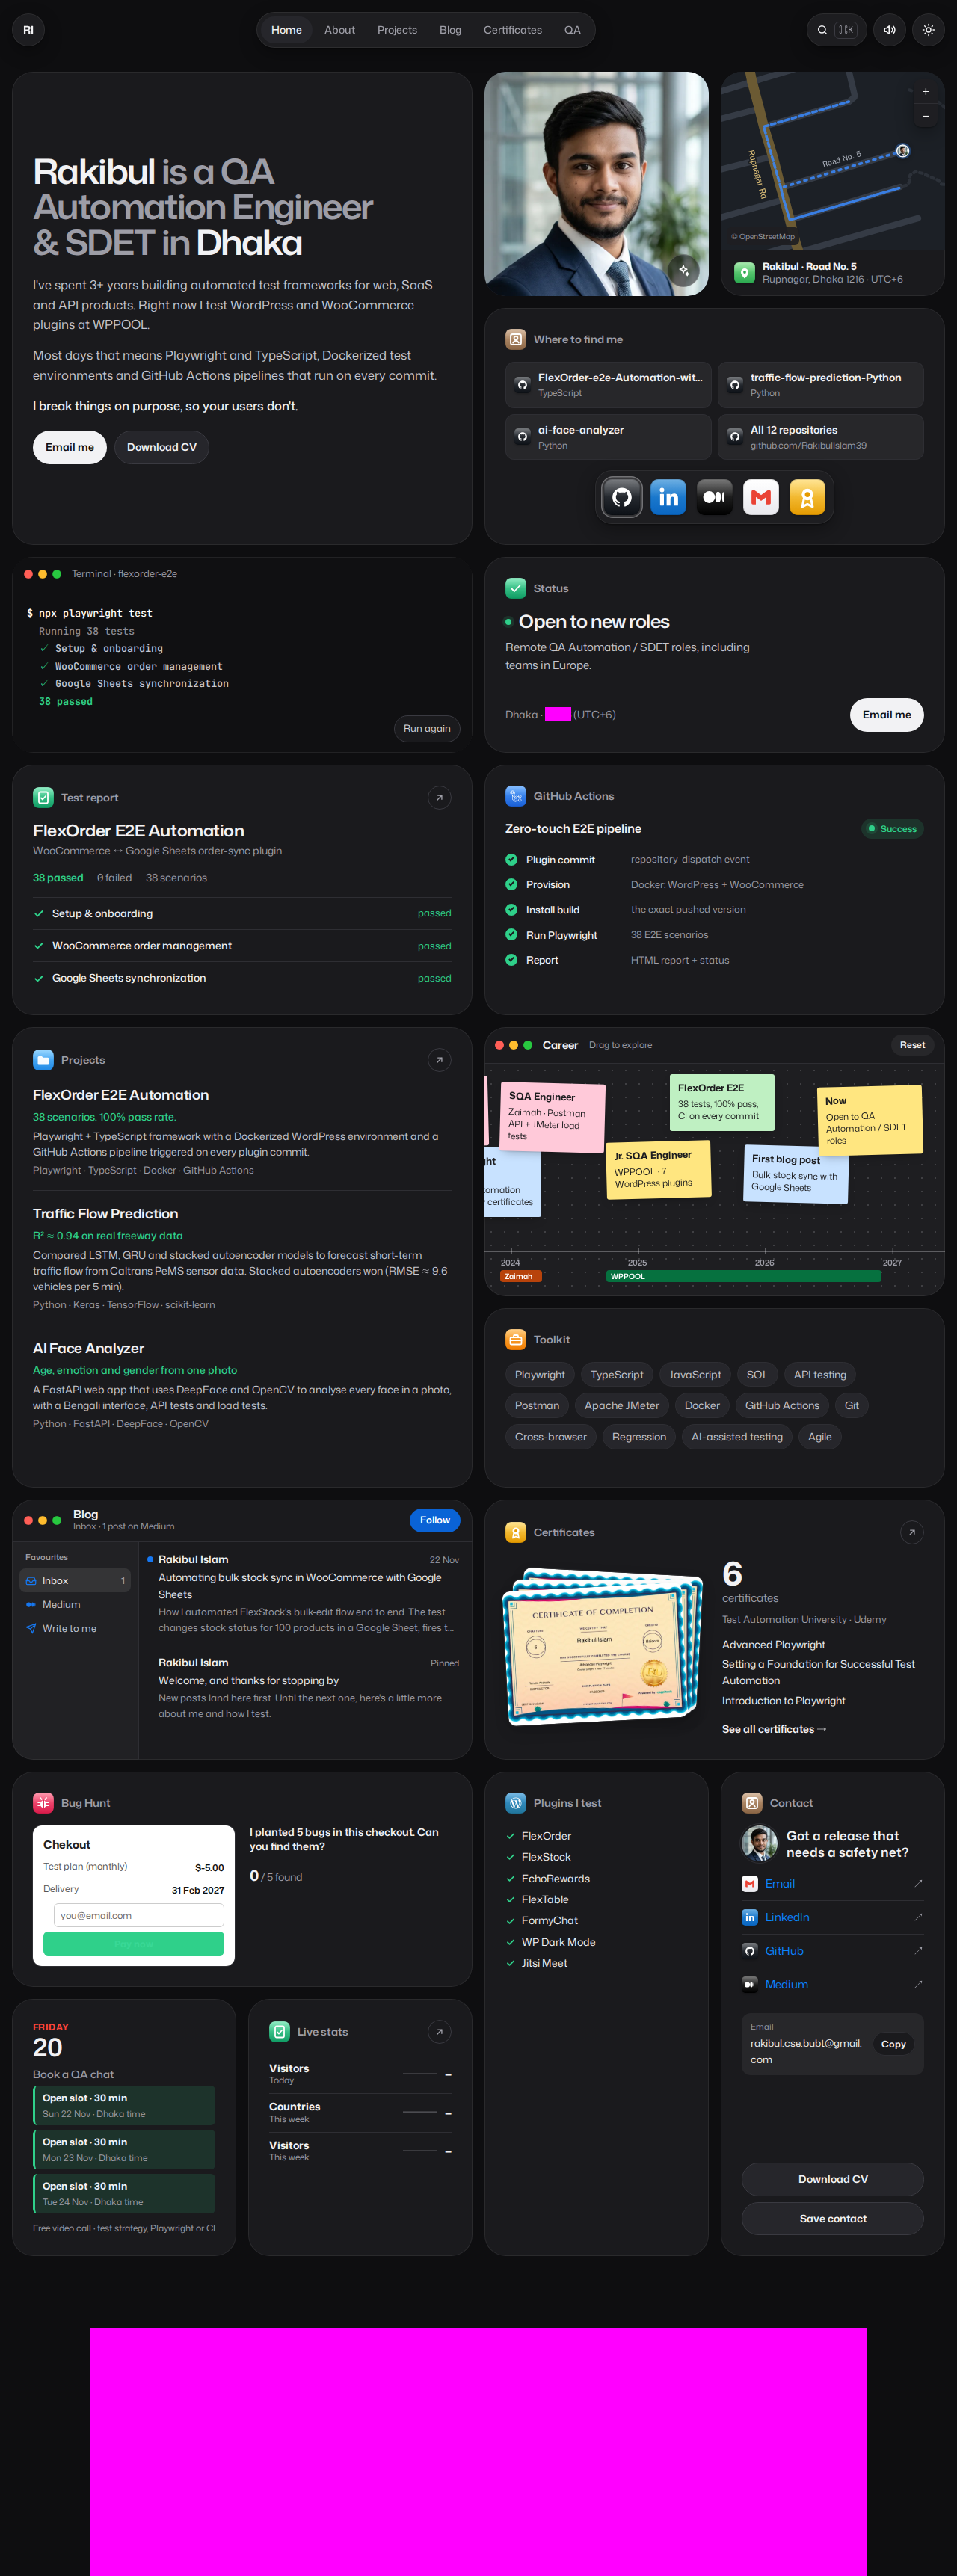 RI
Home
About
Projects
Blog
Certificates
QA
⌘K
Rakibul is a QA
Automation Engineer
& SDET in Dhaka
I've spent 3+ years building automated test frameworks for web, SaaS
and API products. Right now I test WordPress and WooCommerce
plugins at WPPOOL.
Most days that means Playwright and TypeScript, Dockerized test
environments and GitHub Actions pipelines that run on every commit.
I break things on purpose, so your users don't.
Email me
Download CV
Rupnagar Rd
Road No. 5
+
−
© OpenStreetMap
Rakibul · Road No. 5
Rupnagar, Dhaka 1216 · UTC+6
Where to find me
FlexOrder-e2e-Automation-wit...
TypeScript
traffic-flow-prediction-Python
Python
ai-face-analyzer
Python
All 12 repositories
github.com/RakibulIslam39
Terminal · flexorder-e2e
$ npx playwright test
Running 38 tests
✓ Setup & onboarding
✓ WooCommerce order management
✓ Google Sheets synchronization
38 passed
Run again
Status
Open to new roles
Remote QA Automation / SDET roles, including
teams in Europe.
Dhaka · (UTC+6)
Email me
Test report
FlexOrder E2E Automation
WooCommerce ↔ Google Sheets order-sync plugin
38 passed 0 failed 38 scenarios
Setup & onboarding passed
WooCommerce order management passed
Google Sheets synchronization passed
GitHub Actions
Zero-touch E2E pipeline
Success
Plugin commit repository_dispatch event
Provision Docker: WordPress + WooCommerce
Install build the exact pushed version
Run Playwright 38 E2E scenarios
Report HTML report + status
Projects
FlexOrder E2E Automation
38 scenarios. 100% pass rate.
Playwright + TypeScript framework with a Dockerized WordPress environment and a
GitHub Actions pipeline triggered on every plugin commit.
Playwright · TypeScript · Docker · GitHub Actions
Traffic Flow Prediction
R² ≈ 0.94 on real freeway data
Compared LSTM, GRU and stacked autoencoder models to forecast short-term
traffic flow from Caltrans PeMS sensor data. Stacked autoencoders won (RMSE ≈ 9.6
vehicles per 5 min).
Python · Keras · TensorFlow · scikit-learn
AI Face Analyzer
Age, emotion and gender from one photo
A FastAPI web app that uses DeepFace and OpenCV to analyse every face in a photo,
with a Bengali interface, API tests and load tests.
Python · FastAPI · DeepFace · OpenCV
Career
Drag to explore
Reset
SQA Engineer
Zaimah · Postman
API + JMeter load
tests
ght
omation
certificates
FlexOrder E2E
38 tests, 100% pass,
CI on every commit
Jr. SQA Engineer
WPPOOL · 7
WordPress plugins
Now
Open to QA
Automation / SDET
roles
First blog post
Bulk stock sync with
Google Sheets
2024 2025 2026 2027
Zaimah
WPPOOL
Toolkit
Playwright
TypeScript
JavaScript
SQL
API testing
Postman
Apache JMeter
Docker
GitHub Actions
Git
Cross-browser
Regression
AI-assisted testing
Agile
Blog
Inbox · 1 post on Medium
Follow
Favourites
Inbox 1
Medium
Write to me
Rakibul Islam 22 Nov
Automating bulk stock sync in WooCommerce with Google
Sheets
How I automated FlexStock's bulk-edit flow end to end. The test
changes stock status for 100 products in a Google Sheet, fires t...
Rakibul Islam Pinned
Welcome, and thanks for stopping by
New posts land here first. Until the next one, here's a little more
about me and how I test.
Certificates
CERTIFICATE OF COMPLETION
Rakibul Islam
6
certificates
Test Automation University · Udemy
Advanced Playwright
Setting a Foundation for Successful Test
Automation
Introduction to Playwright
See all certificates →
Bug Hunt
Chekout
Test plan (monthly) $-5.00
Delivery 31 Feb 2027
you@email.com
I planted 5 bugs in this checkout. Can
you find them?
0 / 5 found
Plugins I test
FlexOrder
FlexStock
EchoRewards
FlexTable
FormyChat
WP Dark Mode
Jitsi Meet
Contact
Got a release that
needs a safety net?
Email
LinkedIn
GitHub
Medium
Email
rakibul.cse.bubt@gmail.
com
Copy
Download CV
Save contact
FRIDAY
20
Book a QA chat
Open slot · 30 min
Sun 22 Nov · Dhaka time
Open slot · 30 min
Mon 23 Nov · Dhaka time
Open slot · 30 min
Tue 24 Nov · Dhaka time
Free video call · test strategy, Playwright or CI
Live stats
Visitors
Today
–
Countries
This week
–
Visitors
This week
–